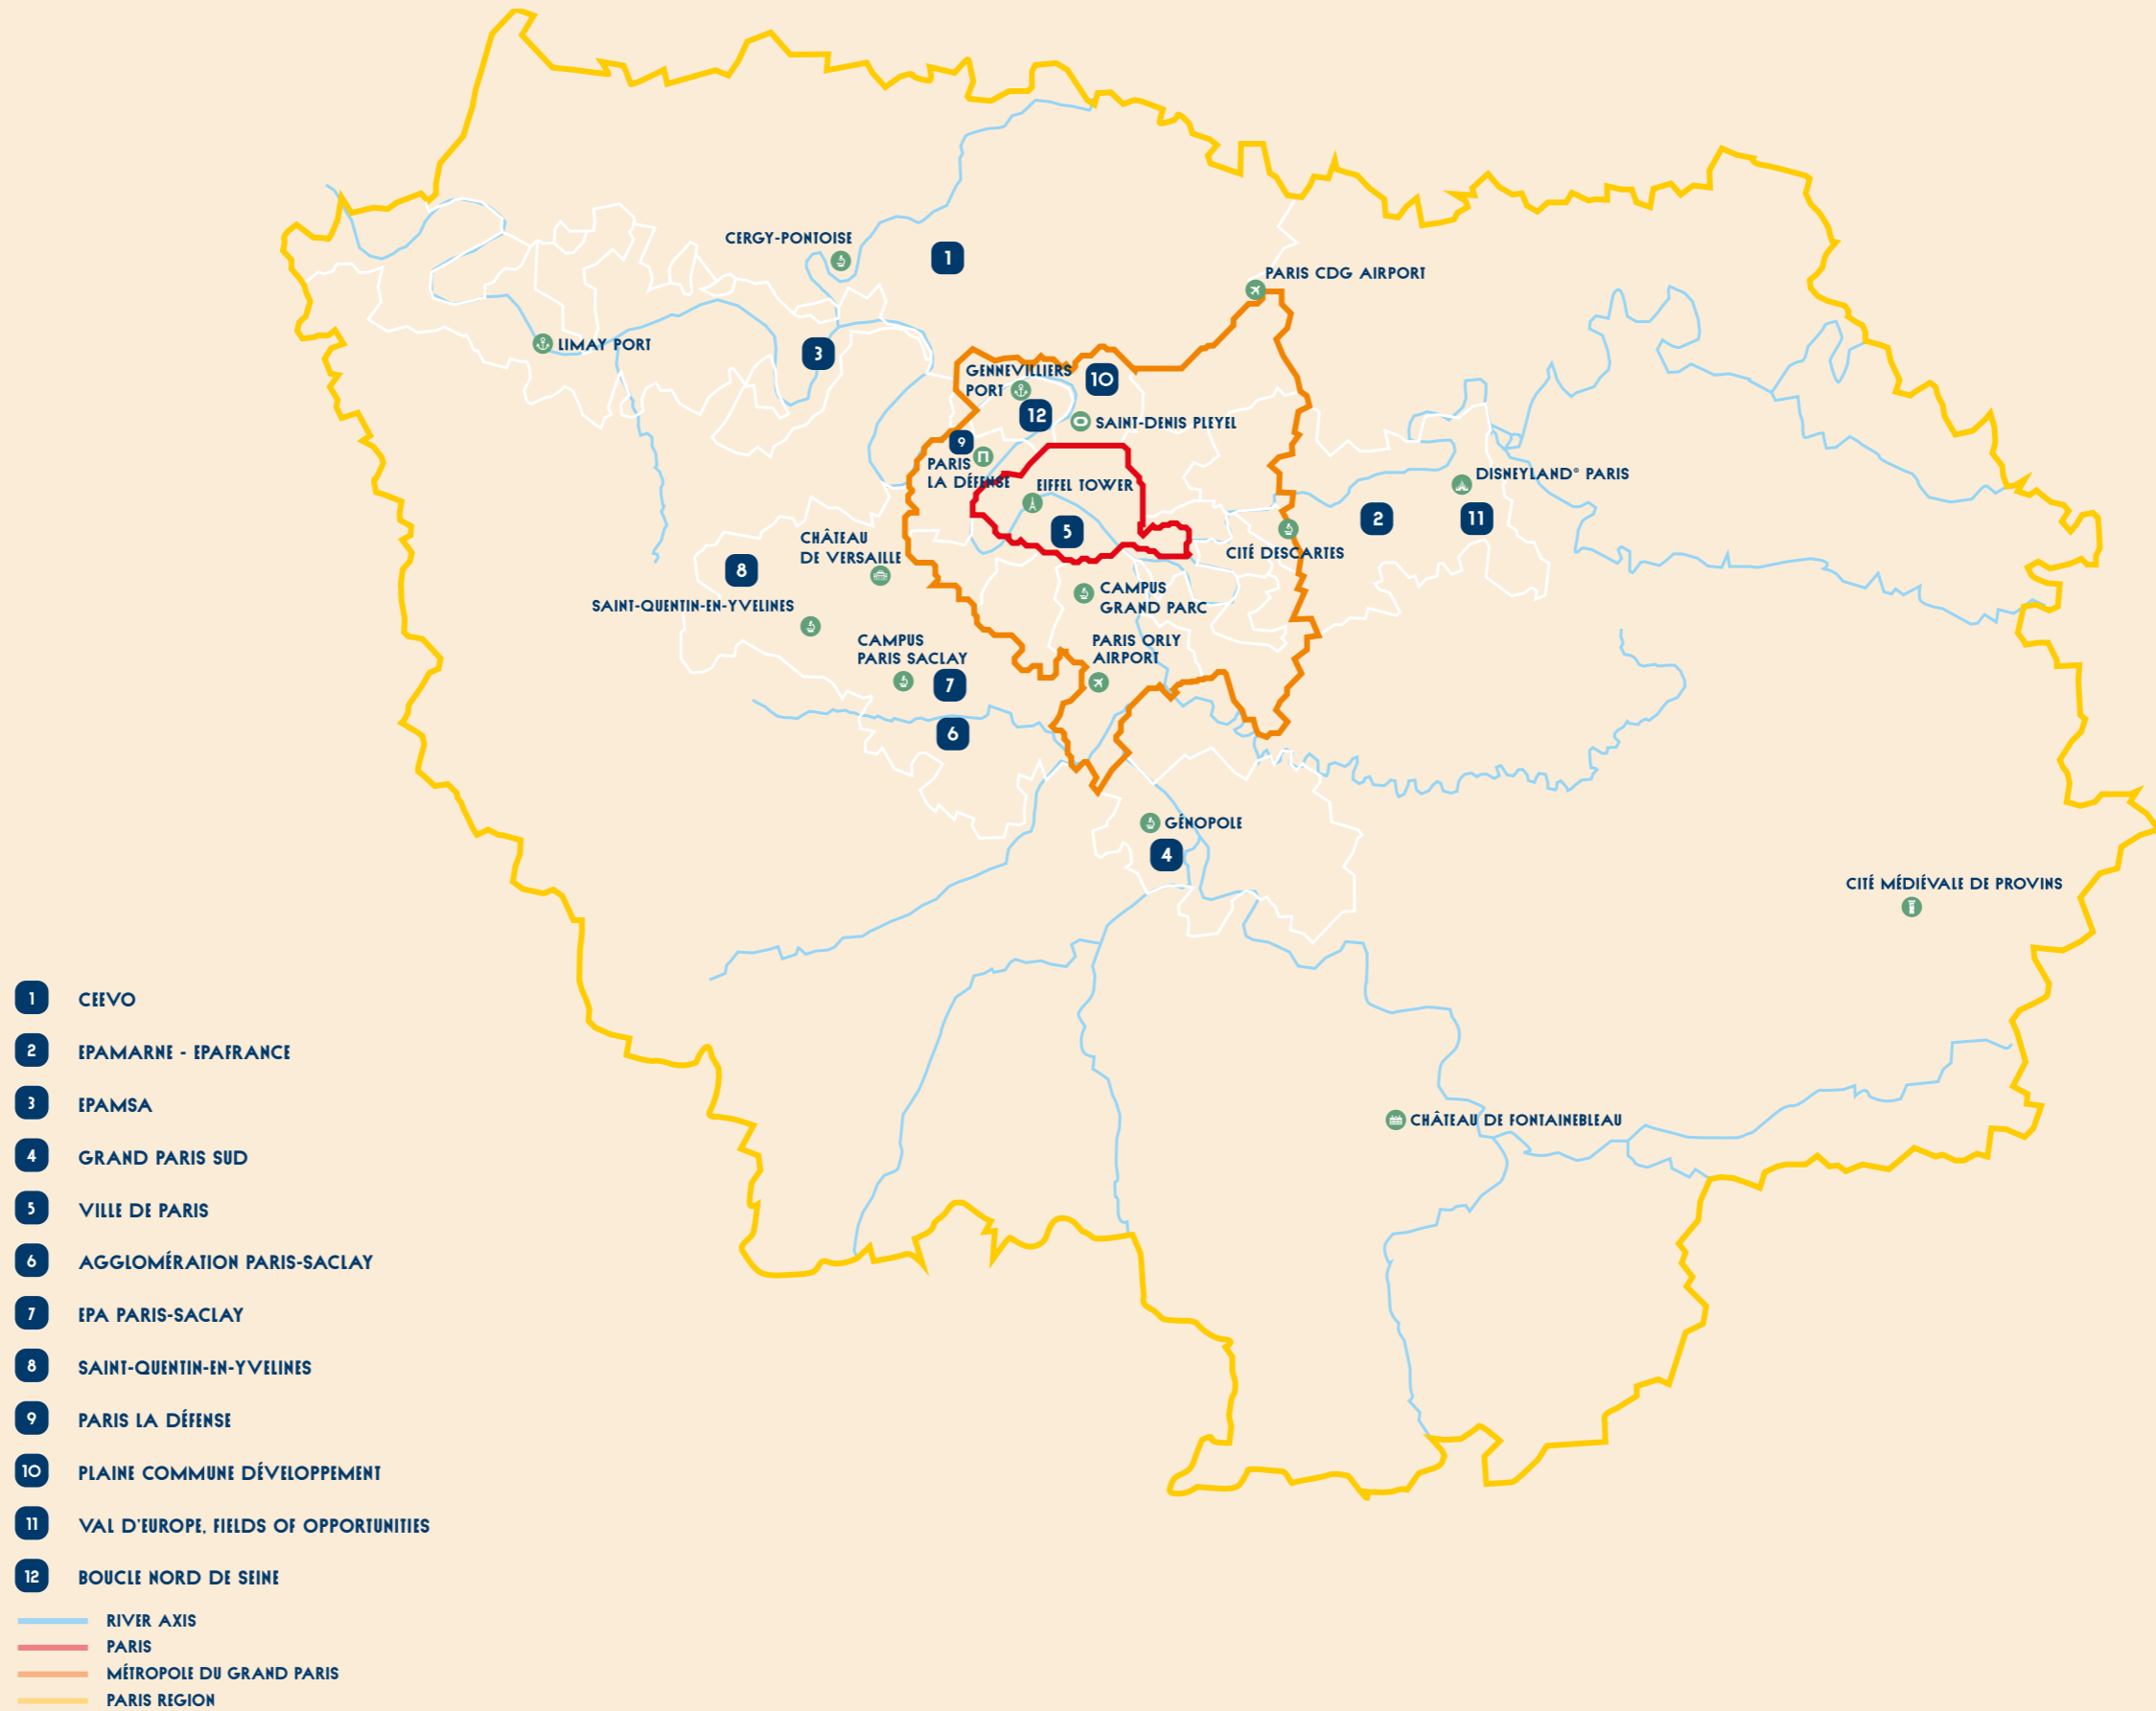 CERGY-PONTOISE
1
PARIS CDG AIRPORT
LIMAY PORT
3
GENNEVILLIERS
PORT
10
12
SAINT-DENIS PLEYEL
9
PARIS
LA DÉFENSE
EIFFEL TOWER
DISNEYLAND® PARIS
5
2
11
CHÂTEAU
DE VERSAILLE
CITÉ DESCARTES
8
SAINT-QUENTIN-EN-YVELINES
CAMPUS
GRAND PARC
CAMPUS
PARIS SACLAY
PARIS ORLY
AIRPORT
7
6
GÉNOPOLE
4
CITÉ MÉDIÉVALE DE PROVINS
CHÂTEAU DE FONTAINEBLEAU
1 CEEVO
2 EPAMARNE - EPAFRANCE
3 EPAMSA
4 GRAND PARIS SUD
5 VILLE DE PARIS
6 AGGLOMÉRATION PARIS-SACLAY
7 EPA PARIS-SACLAY
8 SAINT-QUENTIN-EN-YVELINES
9 PARIS LA DÉFENSE
10 PLAINE COMMUNE DÉVELOPPEMENT
11 VAL D'EUROPE, FIELDS OF OPPORTUNITIES
12 BOUCLE NORD DE SEINE
RIVER AXIS
PARIS
MÉTROPOLE DU GRAND PARIS
PARIS REGION